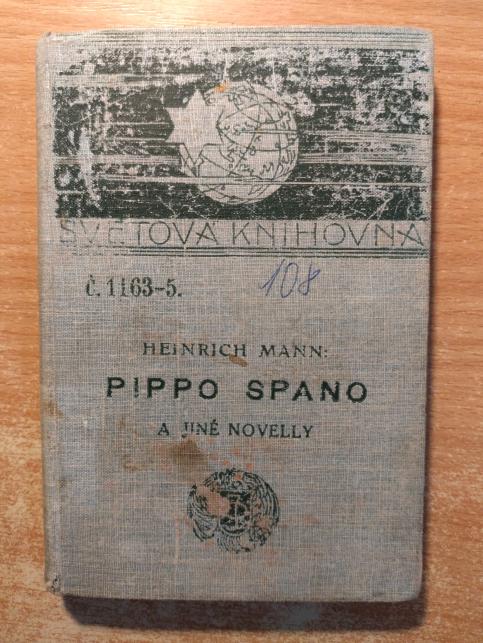 SVĚTOVÁ KNIHOVNA
Č. 1163-5.
108
HEINRICH MANN:
PIPPO SPANO
A JINÉ NOVELLY